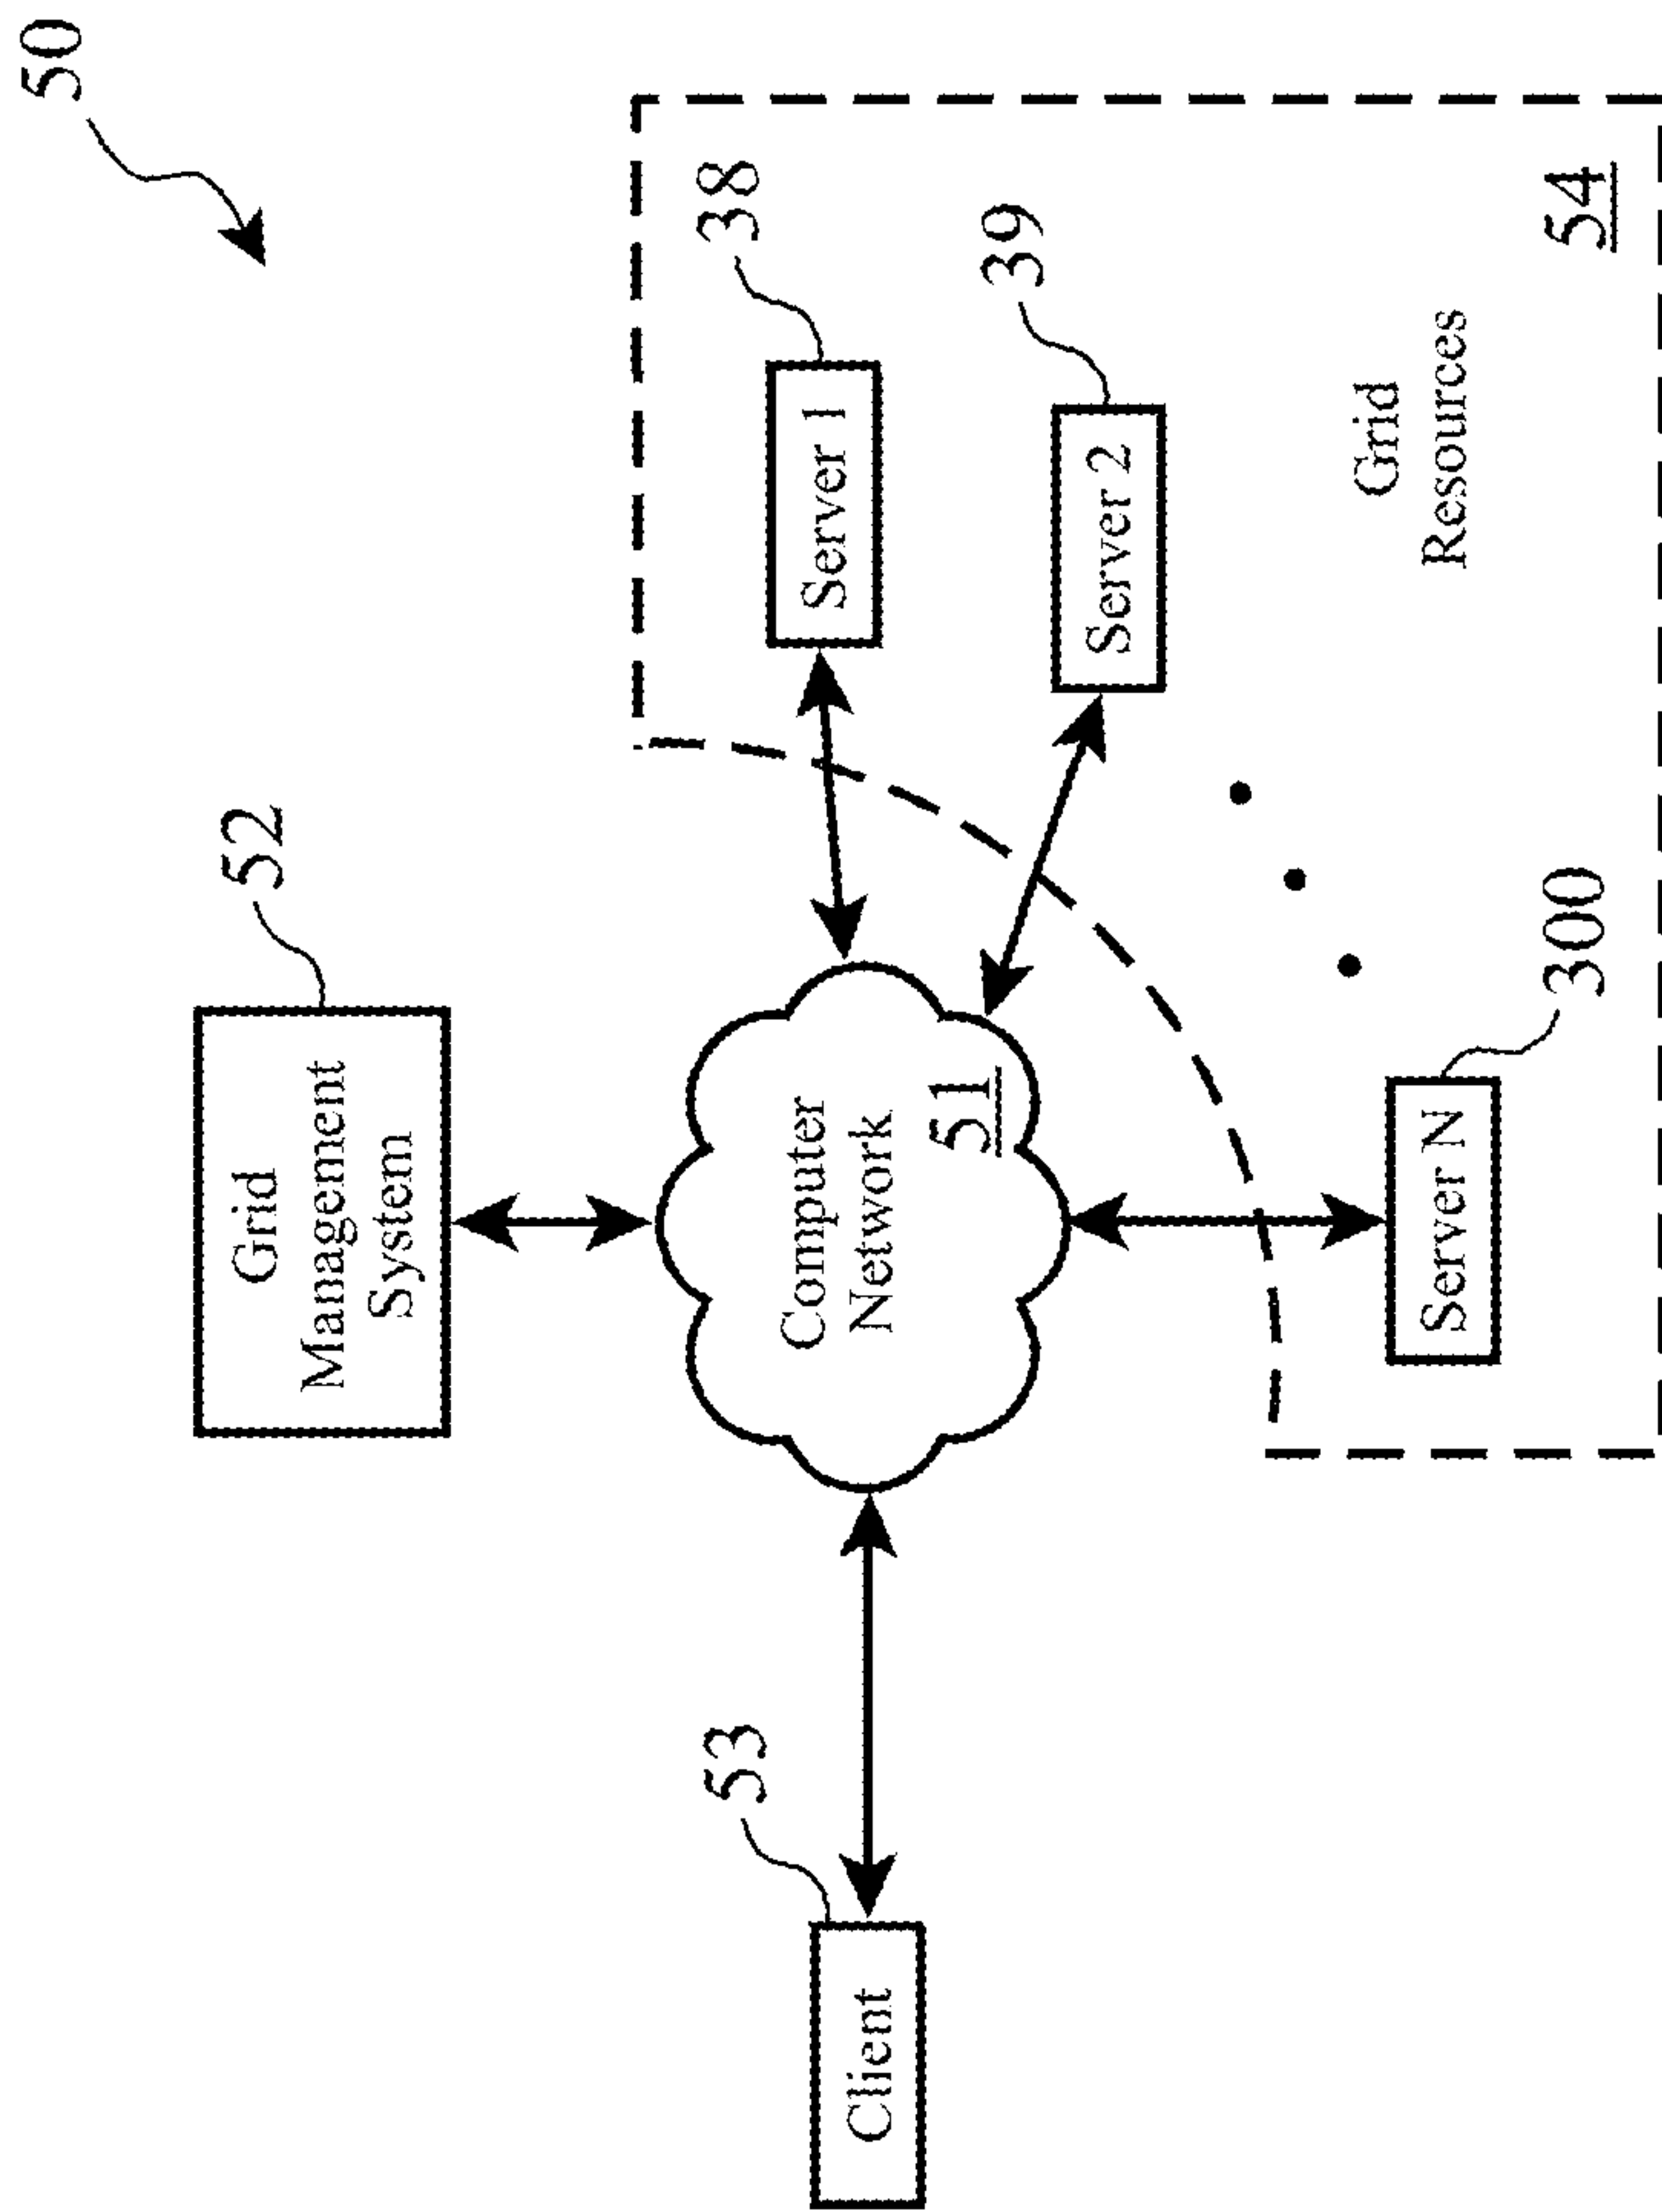 50
52
Grid
Management
System
53
Client
Computer
Network
51
38
Server 1
39
Server 2
Server N
300
Grid
Resources
54